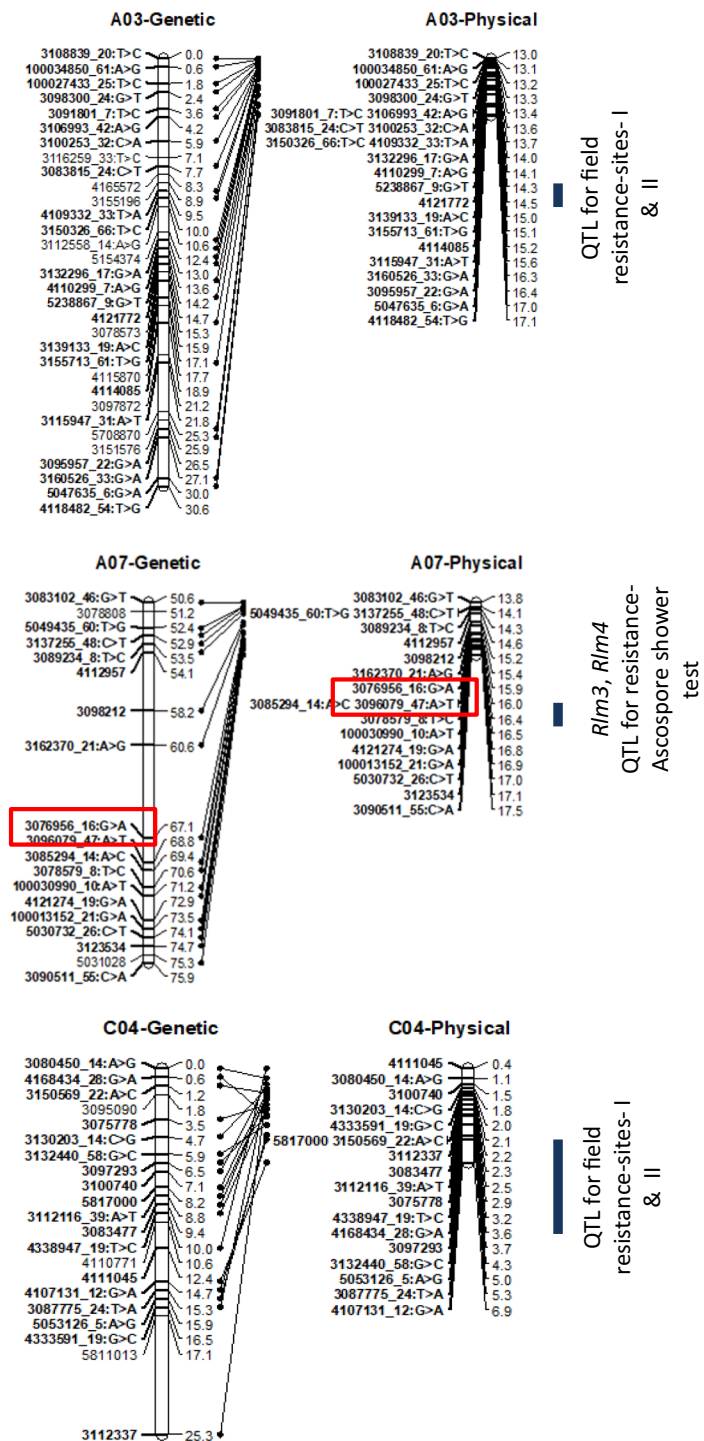 A03-Genetic
3108839_20:T>C 0.0
100034850_61:A>G 0.6
100027433_25:T>C 1.8
3098300_24:G>T 2.4
3091801_7:T>C 3.6
3106993_42:A>G 4.2
3100253_32:C>A 5.9
3116259_33:T>C 7.1
3083815_24:C>T 7.7
4165572 8.3
3155196 8.9
4109332_33:T>A 9.5
3150326_66:T>C 10.0
3112558_14:A>G 10.6
5154374 12.4
3132296_17:G>A 13.0
4110299_7:A>G 13.6
5238867_9:G>T 14.2
4121772 14.7
3078573 15.3
3139133_19:A>C 15.9
3155713_61:T>G 17.1
4115870 17.7
4114085 18.9
3097872 21.2
3115947_31:A>T 21.8
5708870 25.3
3151576 25.9
3095957_22:G>A 26.5
3160526_33:G>A 27.1
5047635_6:G>A 30.0
4118482_54:T>G 30.6
A03-Physical
3108839_20:T>C 13.0
100034850_61:A>G 13.1
100027433_25:T>C 13.2
3098300_24:G>T 13.3
3091801_7:T>C 3106993_42:A>G 13.4
3083815_24:C>T 3100253_32:C>A 13.6
3150326_66:T>C 4109332_33:T>A 13.7
3132296_17:G>A 14.0
4110299_7:A>G 14.1
5238867_9:G>T 14.3
4121772 14.5
3139133_19:A>C 15.0
3155713_61:T>G 15.1
4114085 15.2
3115947_31:A>T 15.6
3160526_33:G>A 16.3
3095957_22:G>A 16.4
5047635_6:G>A 17.0
4118482_54:T>G 17.1
QTL for field
resistance-sites- I
& II
A07-Genetic
3083102_46:G>T 50.6
3078808 51.2
5049435_60:T>G 52.4
3137255_48:C>T 52.9
3089234_8:T>C 53.5
4112957 54.1
3098212 58.2
3162370_21:A>G 60.6
3076956_16:G>A 67.1
3096079_47:A>T 68.8
3085294_14:A>C 69.4
3078579_8:T>C 70.6
100030990_10:A>T 71.2
4121274_19:G>A 72.9
100013152_21:G>A 73.5
5030732_26:C>T 74.1
3123534 74.7
5031028 75.3
3090511_55:C>A 75.9
A07-Physical
3083102_46:G>T 13.8
5049435_60:T>G 3137255_48:C>T 14.1
3089234_8:T>C 14.3
4112957 14.6
3098212 15.2
3162370_21:A>G 15.4
3076956_16:G>A 15.9
3085294_14:A>C 3096079_47:A>T 16.0
3078579_8:T>C 16.4
100030990_10:A>T 16.5
4121274_19:G>A 16.8
100013152_21:G>A 16.9
5030732_26:C>T 17.0
3123534 17.1
3090511_55:C>A 17.5
Rlm3, Rlm4
QTL for resistance-
Ascospore shower
test
C04-Genetic
3080450_14:A>G 0.0
4168434_28:G>A 0.6
3150569_22:A>C 1.2
3095090 1.8
3075778 3.5
3130203_14:C>G 4.7
3132440_58:G>C 5.9
3097293 6.5
3100740 7.1
5817000 8.2
3112116_39:A>T 8.8
3083477 9.4
4338947_19:T>C 10.0
4110771 10.6
4111045 12.4
4107131_12:G>A 14.7
3087775_24:T>A 15.3
5053126_5:A>G 15.9
4333591_19:G>C 16.5
5811013 17.1
3112337 25.3
C04-Physical
4111045 0.4
3080450_14:A>G 1.1
3100740 1.5
3130203_14:C>G 1.8
4333591_19:G>C 2.0
5817000 3150569_22:A>C 2.1
3112337 2.2
3083477 2.3
3112116_39:A>T 2.5
3075778 2.9
4338947_19:T>C 3.2
4168434_28:G>A 3.6
3097293 3.7
3132440_58:G>C 4.3
5053126_5:A>G 5.0
3087775_24:T>A 5.3
4107131_12:G>A 6.9
QTL for field
resistance-sites- I
& II